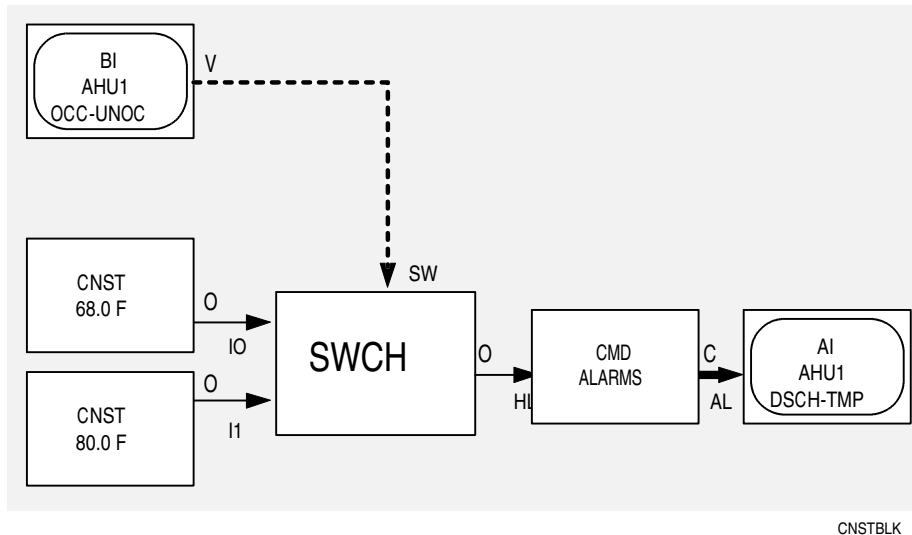 BI
AHU1
OCC-UNOC
V
CNST
68.0 F
O
IO
CNST
80.0 F
O
I1
SW
SWCH
O
HL
CMD
ALARMS
C
AL
AI
AHU1
DSCH-TMP
CNSTBLK